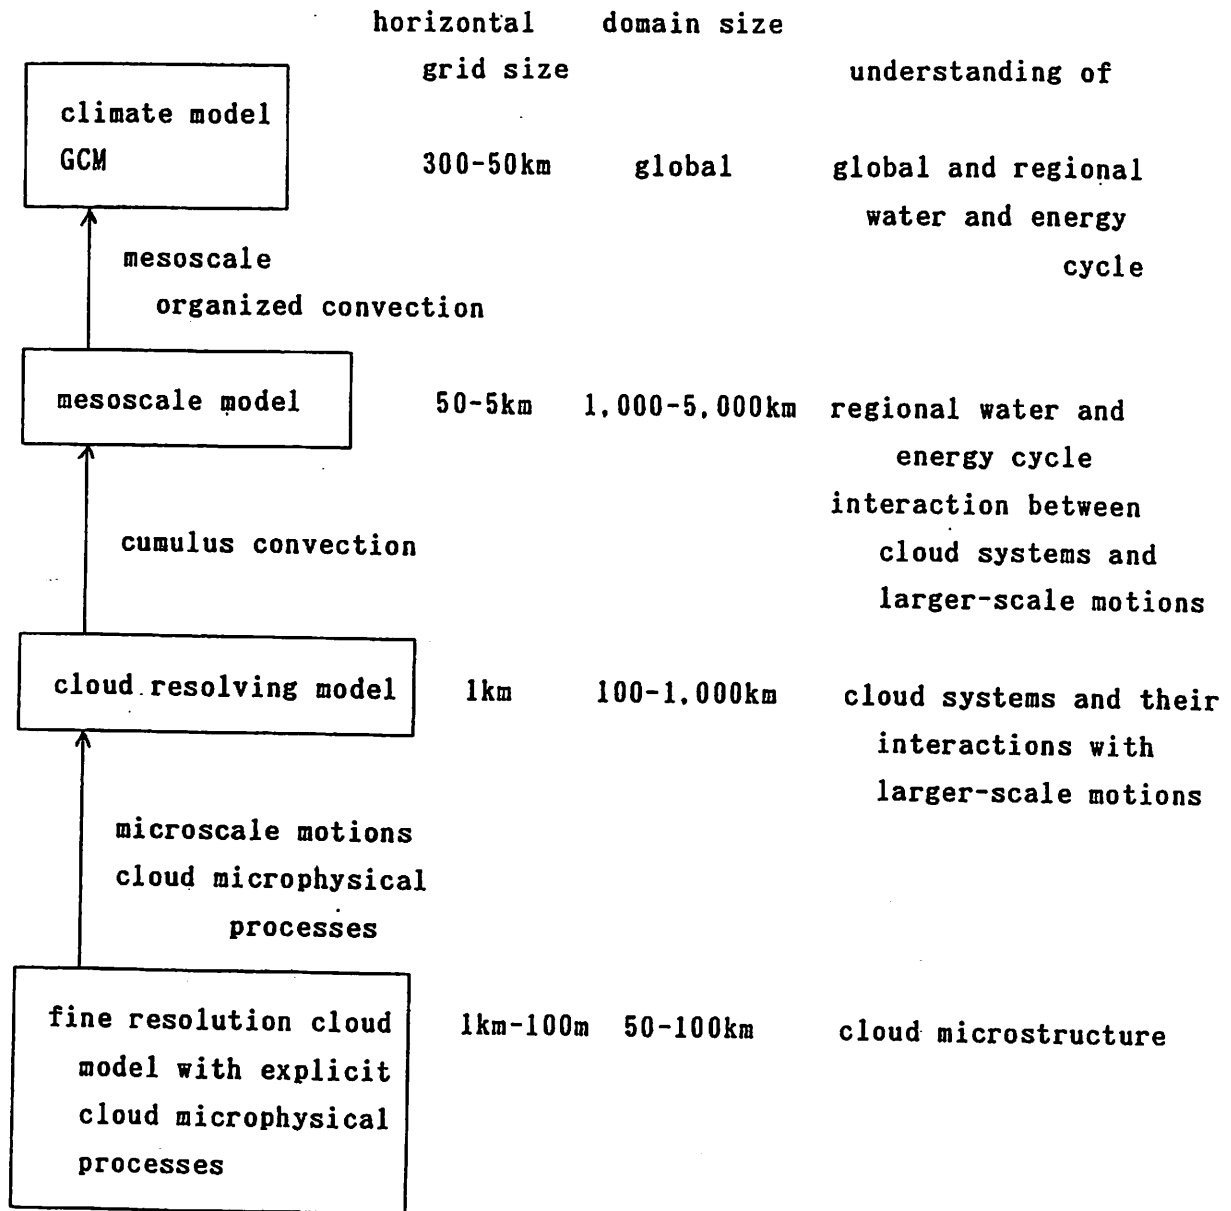 horizontal domain size
grid size understanding of
climate model
GCM 300-50km global global and regional
water and energy
cycle
mesoscale
organized convection
mesoscale model 50-5km 1,000-5,000km regional water and
energy cycle
interaction between
cumulus convection
cloud systems and
larger-scale motions
cloud resolving model 1km 100-1,000km cloud systems and their
interactions with
larger-scale motions
microscale motions
cloud microphysical
processes
fine resolution cloud 1km-100m 50-100km cloud microstructure
model with explicit
cloud microphysical
processes